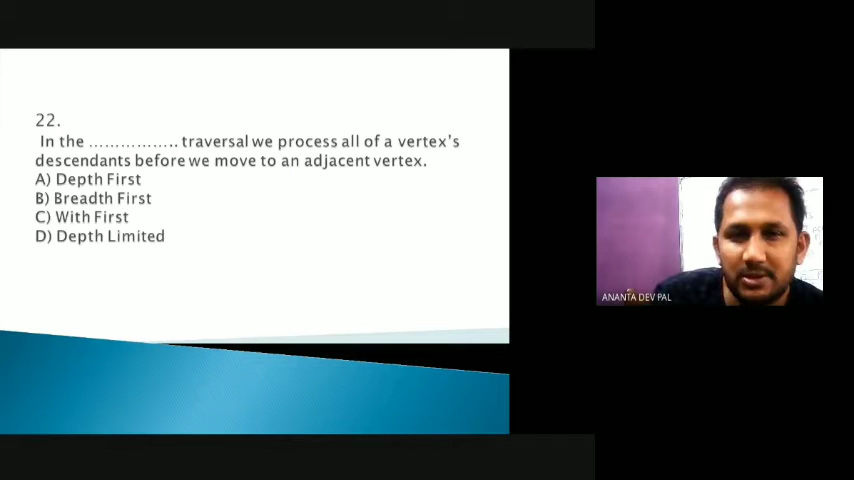 22.
In the ................ traversal we process all of a vertex's
descendants before we move to an adjacent vertex.
A) Depth First
B) Breadth First
C) With First
D) Depth Limited
ANANTA DEV PAL